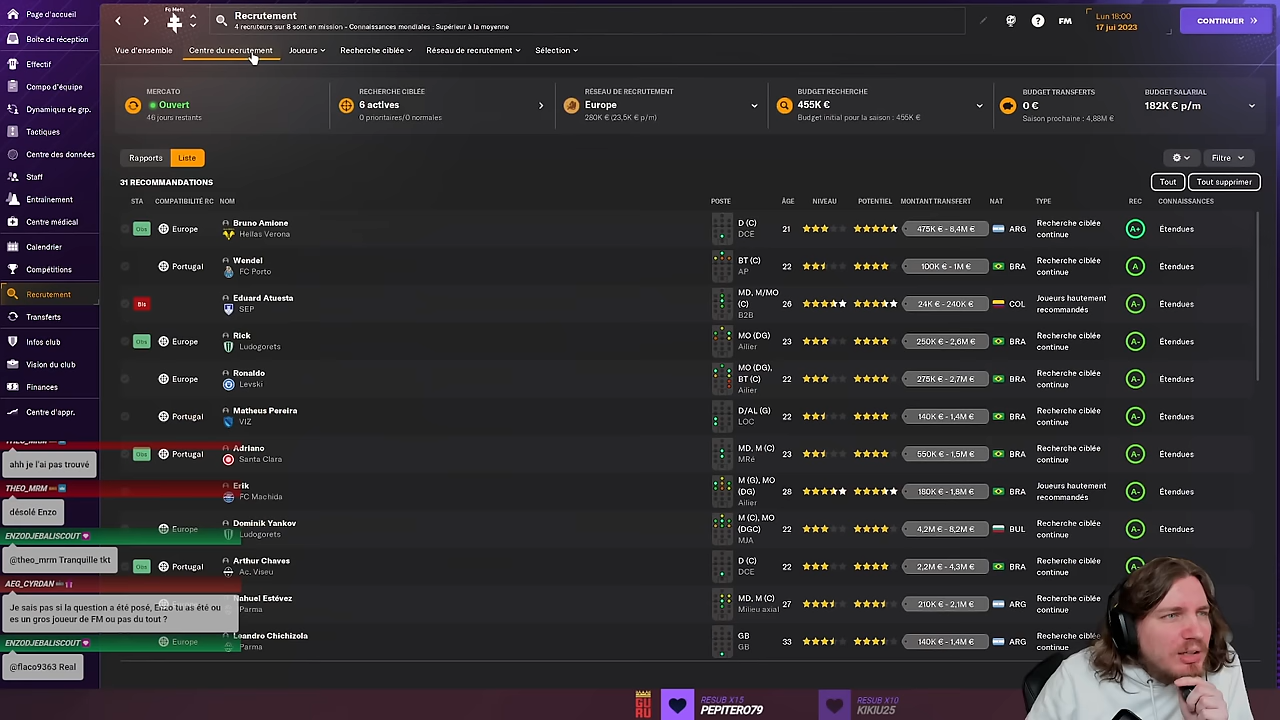 Page d'accueil
Boîte de réception
Effectif
Compo d'équipe
Dynamique de grp.
Tactiques
Centre des données
Staff
Entraînement
Centre médical
Calendrier
Compétitions
Recrutement
Transferts
Infos club
Vision du club
Finances
Centre d'appr.
Fc Metz
Recrutement
4 recruteurs sur 8 sont en mission - Connaissances mondiales : Supérieur à la moyenne
FM
Lun 18:00
17 jui 2023
CONTINUER
Vue d'ensemble
Centre du recrutement
Joueurs
Recherche ciblée
Réseau de recrutement
Sélection
MERCATO
Ouvert
46 jours restants
RECHERCHE CIBLÉE
6 actives
0 prioritaires/0 normales
RÉSEAU DE RECRUTEMENT
Europe
280K € (23,5K € p/m)
BUDGET RECHERCHE
455K €
Budget initial pour la saison : 455K €
BUDGET TRANSFERTS
0 €
Saison prochaine : 4,88M €
BUDGET SALARIAL
182K € p/m
Rapports
Liste
Filtre
31 RECOMMANDATIONS
Tout
Tout supprimer
STA COMPATIBILITÉ RC NOM POSTE ÂGE NIVEAU POTENTIEL MONTANT TRANSFERT NAT TYPE REC CONNAISSANCES
Obs Europe Bruno Amione D (C) 21 475K € - 8,4M € ARG Recherche ciblée A+ Étendues
Hellas Verona DCE continue
Portugal Wendel BT (C) 22 100K € - 1M € BRA Recherche ciblée A Étendues
FC Porto AP continue
Bls Eduard Atuesta MD, M/MO (C) 26 24K € - 240K € COL Joueurs hautement A- Étendues
SEP B2B recommandés
Obs Europe Rick MO (DG) 23 250K € - 2,6M € BRA Recherche ciblée A- Étendues
Ludogorets Ailier continue
Europe Ronaldo MO (DG), BT (C) 22 275K € - 2,7M € BRA Recherche ciblée A- Étendues
Levski Ailier continue
Portugal Matheus Pereira D/AL (G) 22 140K € - 1,4M € BRA Recherche ciblée A- Étendues
VIZ LOC continue
Obs Portugal Adriano MD, M (C) 23 550K € - 1,5M € BRA Recherche ciblée A- Étendues
Santa Clara MRé continue
Erik M (G), MO (DG) 28 180K € - 1,8M € BRA Joueurs hautement A- Étendues
FC Machida Ailier recommandés
Europe Dominik Yankov M (C), MO (DGC) 22 4,2M € - 8,2M € BUL Recherche ciblée A- Étendues
Ludogorets MJA continue
Obs Portugal Arthur Chaves D (C) 22 2,2M € - 4,3M € BRA Recherche ciblée A- Étendues
Ac. Viseu DCE continue
Nahuel Estévez MD, M (C) 27 210K € - 2,1M € ARG Recherche ciblée
Parma Milieu axial continue
Europe Leandro Chichizola GB 33 140K € - 1,4M € ARG Recherche ciblée
Parma GB continue
THEO_MRM
ahh je l'ai pas trouvé
THEO_MRM
désolé Enzo
ENZODJEBALISCOUT
@theo_mrm Tranquille tkt
AEG_CYRDAN
Je sais pas si la question a été posé, Enzo tu as été ou
es un gros joueur de FM ou pas du tout ?
ENZODJEBALISCOUT
@flaco9363 Real
GURU
RESUB X15
PEPITERO79
RESUB X10
KIKIU25